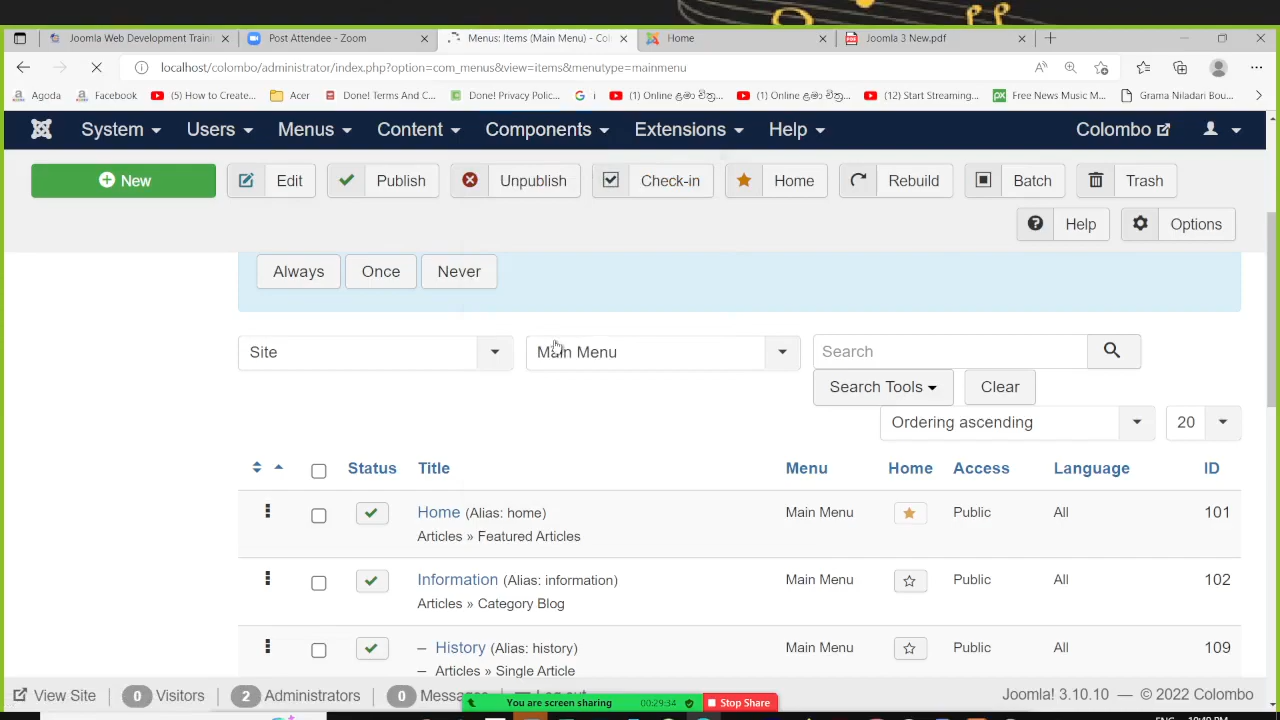 Joomla Web Development Traini
Post Attendee - Zoom
Menus: Items (Main Menu) - Col
Home
Joomla 3 New.pdf
localhost/colombo/administrator/index.php?option=com_menus&view=items&menutype=mainmenu
Agoda
Facebook
(5) How to Create...
Acer
Done! Terms And C...
Done! Privacy Polic...
G i
(1) Online ළමා චිත්‍ර...
(1) Online ළමා චිත්‍ර...
(12) Start Streaming...
Free News Music M...
Grama Niladari Bou...
System Users Menus Content Components Extensions Help Colombo
New Edit Publish Unpublish Check-in Home Rebuild Batch Trash
Help Options
Always Once Never
Site Main Menu Search
Search Tools Clear
Ordering ascending 20
Status Title Menu Home Access Language ID
Home (Alias: home) Main Menu Public All 101
Articles » Featured Articles
Information (Alias: information) Main Menu Public All 102
Articles » Category Blog
– History (Alias: history) Main Menu Public All 109
– Articles » Single Article
View Site 0 Visitors 2 Administrators 0 Joomla! 3.10.10 — © 2022 Colombo
You are screen sharing 00:29:34 Stop Share